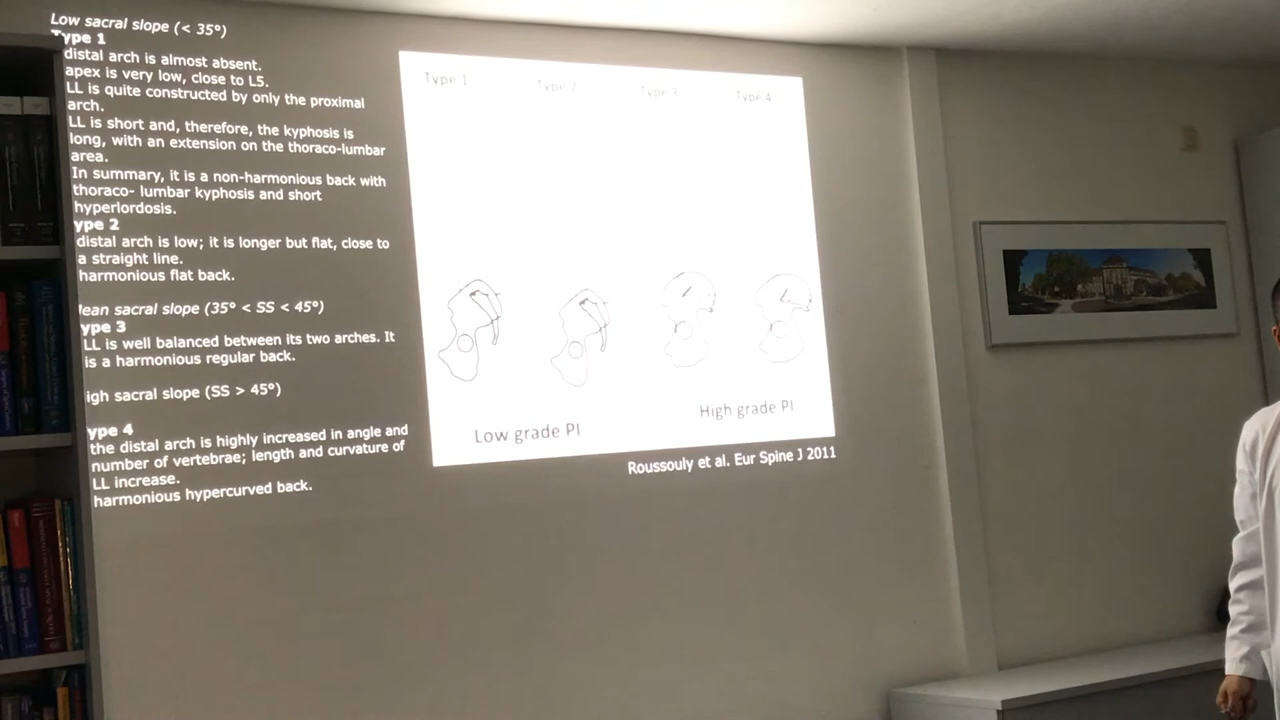 Low sacral slope (< 35°)
Type 1
distal arch is almost absent.
apex is very low, close to L5.
LL is quite constructed by only the proximal
arch.
LL is short and, therefore, the kyphosis is
long, with an extension on the thoraco-lumbar
area.
In summary, it is a non-harmonious back with
thoraco- lumbar kyphosis and short
hyperlordosis.
ype 2
distal arch is low; it is longer but flat, close to
a straight line.
harmonious flat back.
lean sacral slope (35° < SS < 45°)
ype 3
LL is well balanced between its two arches. It
is a harmonious regular back.
igh sacral slope (SS > 45°)
ype 4
the distal arch is highly increased in angle and
number of vertebrae; length and curvature of
LL increase.
harmonious hypercurved back.
Type 1 Type 2 Type 3 Type 4
Low grade PI
High grade PI
Roussouly et al. Eur Spine J 2011